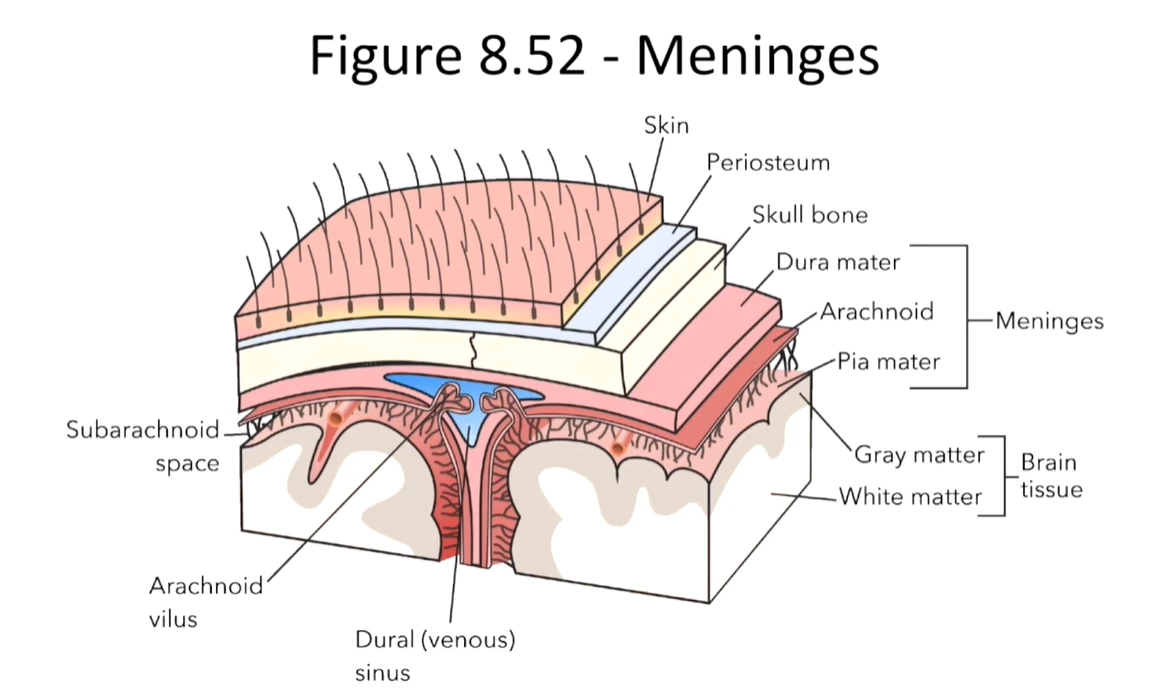 Figure 8.52 - Meninges
Skin
Periosteum
Skull bone
Dura mater
Arachnoid
Meninges
Pia mater
Subarachnoid
space
Gray matter
White matter
Brain
tissue
Arachnoid
vilus
Dural (venous)
sinus